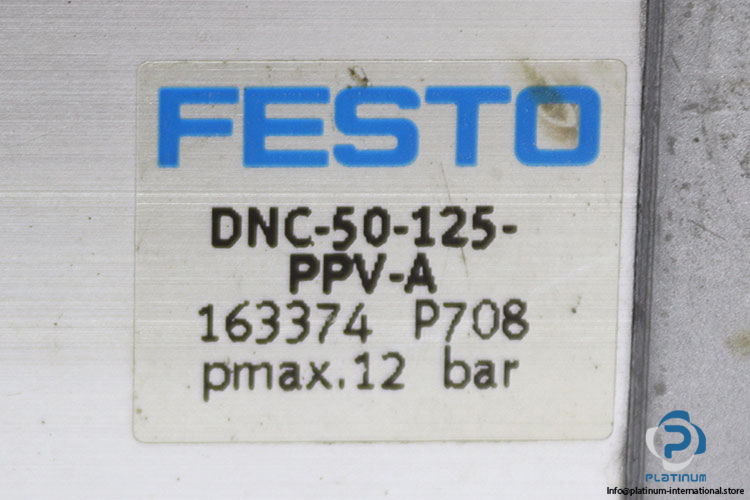 FESTO
DNC-50-125-
PPV-A
163374 P708
pmax.12 bar
PLATINUM
Info@platinum-international.store